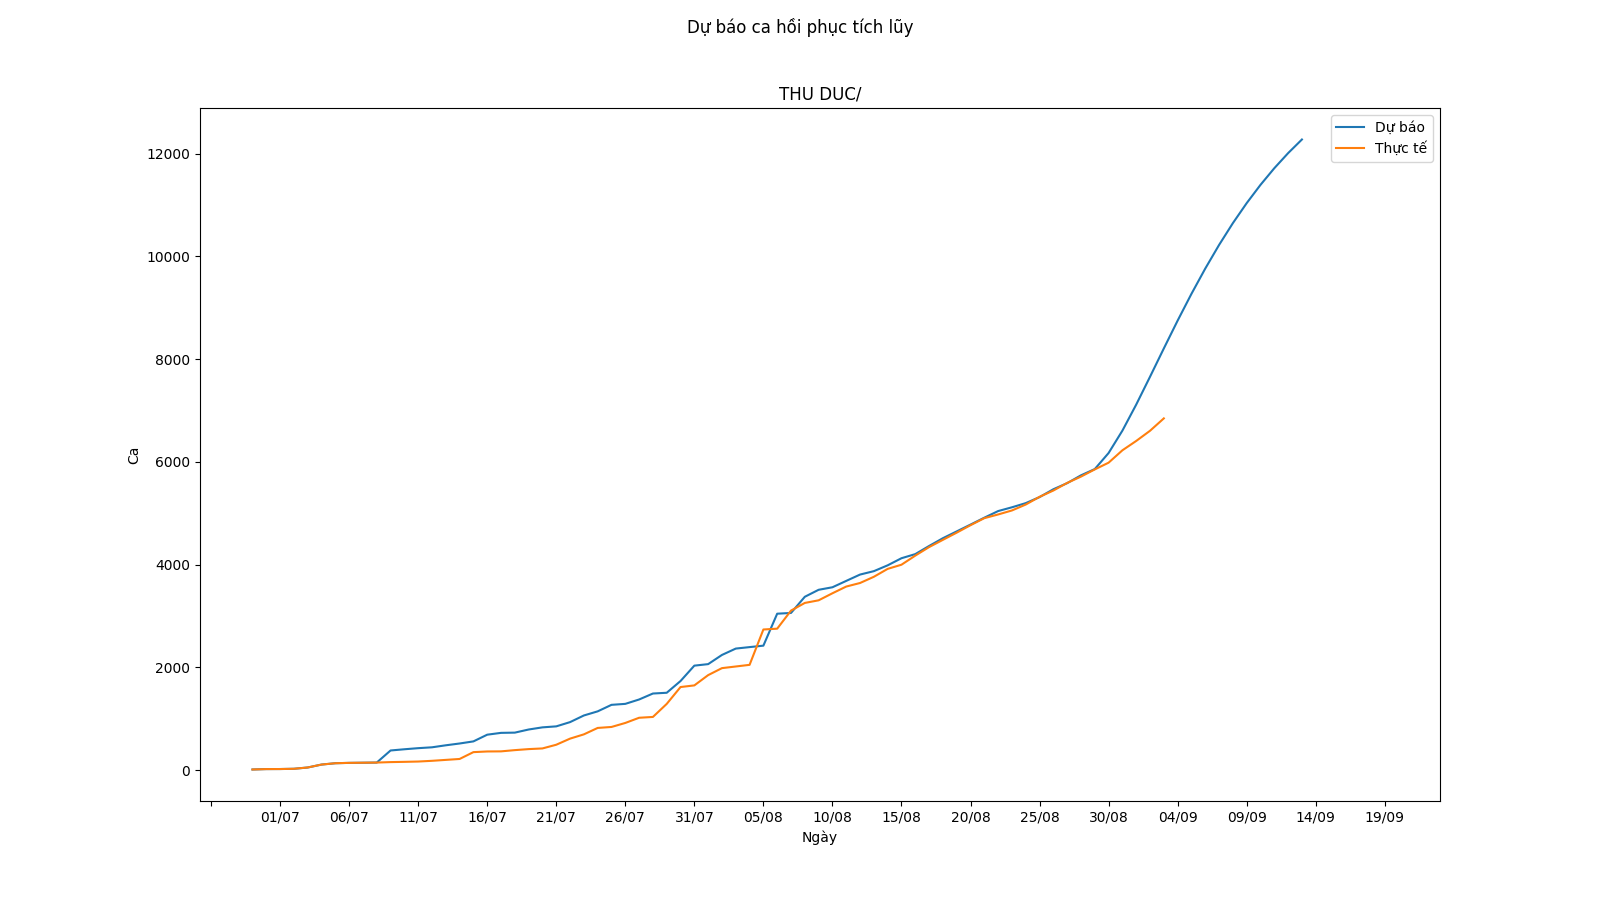 Dự báo ca hồi phục tích lũy
THU DUC/
Dự báo
Thực tế
12000
10000
8000
6000
4000
2000
0
Ca
01/07 06/07 11/07 16/07 21/07 26/07 31/07 05/08 10/08 15/08 20/08 25/08 30/08 04/09 09/09 14/09 19/09
Ngày